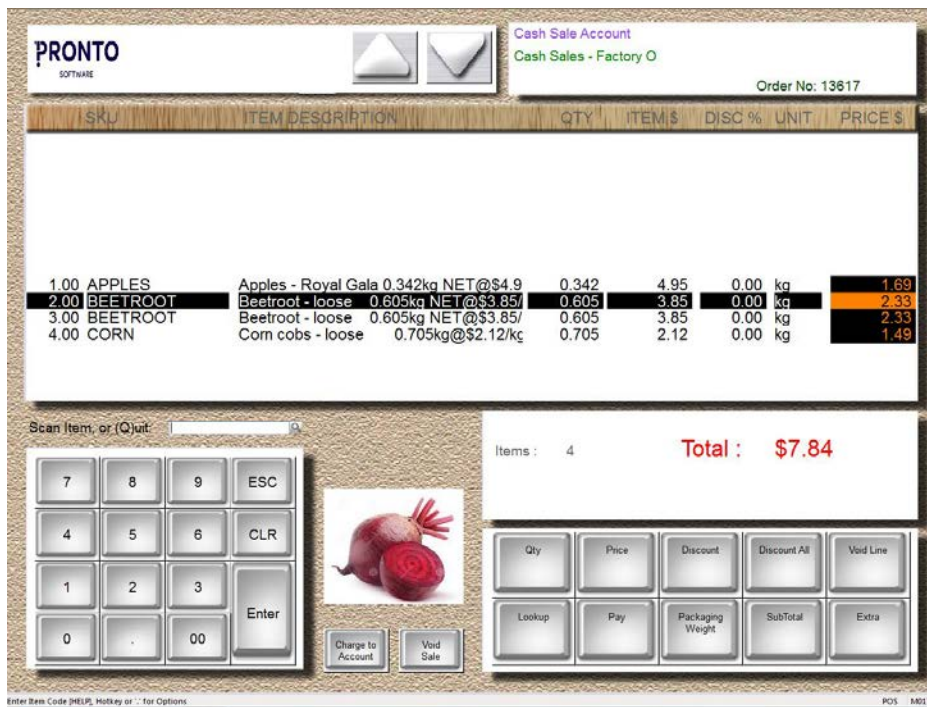 PRONTO
SOFTWARE
Cash Sale Account
Cash Sales - Factory O
Order No: 13617
SKU ITEM DESCRIPTION QTY ITEM $ DISC % UNIT PRICE $
1.00 APPLES Apples - Royal Gala 0.342kg NET@$4.9 0.342 4.95 0.00 kg 1.69
2.00 BEETROOT Beetroot - loose 0.605kg NET@$3.85/ 0.605 3.85 0.00 kg 2.33
3.00 BEETROOT Beetroot - loose 0.605kg NET@$3.85/ 0.605 3.85 0.00 kg 2.33
4.00 CORN Corn cobs - loose 0.705kg@$2.12/kg 0.705 2.12 0.00 kg 1.49
Scan Item, or (Q)uit:
Items : 4 Total : $7.84
7 8 9 ESC
4 5 6 CLR
1 2 3
Enter
0 . 00
Charge to Account
Void Sale
Qty Price Discount Discount All Void Line
Lookup Pay Packaging Weight SubTotal Extra
Enter Item Code [HELP], Hotkey or '.' for Options POS M01